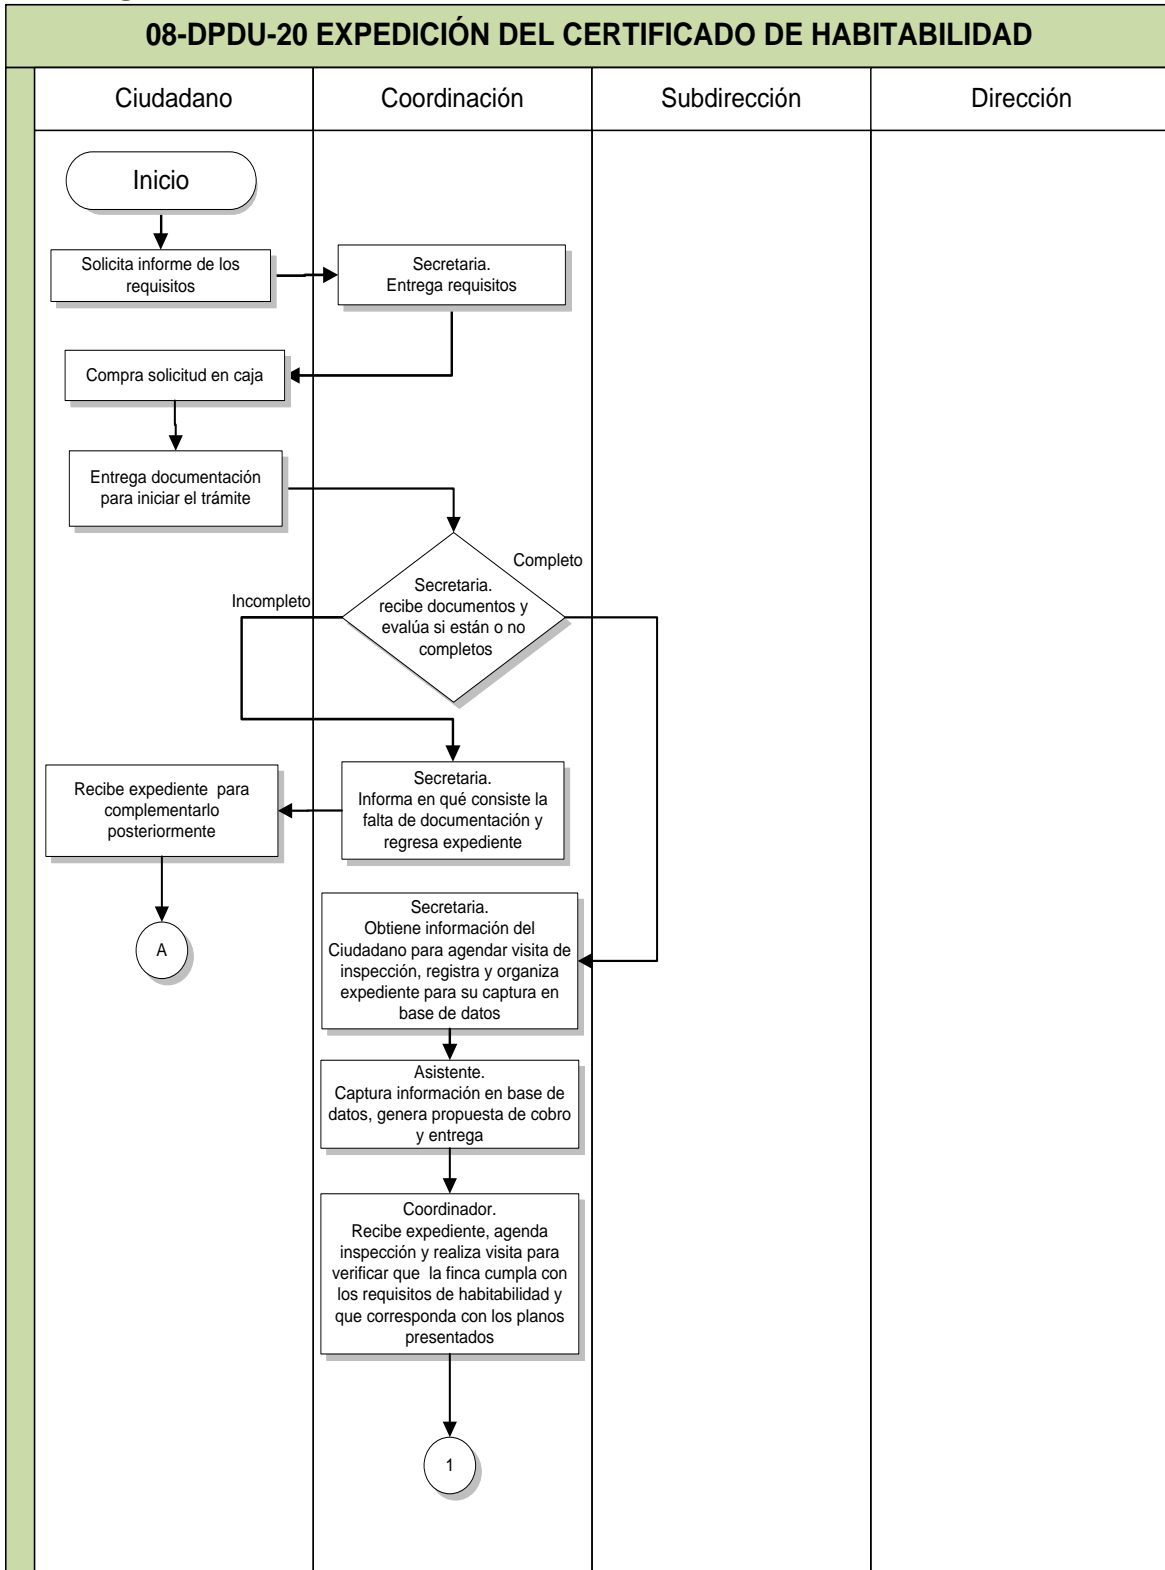 08-DPDU-20 EXPEDICIÓN DEL CERTIFICADO DE HABITABILIDAD
Ciudadano
Coordinación
Subdirección
Dirección
Inicio
Solicita informe de los
requisitos
Secretaria.
Entrega requisitos
Compra solicitud en caja
Entrega documentación
para iniciar el trámite
Completo
Incompleto
Secretaria.
recibe documentos y
evalúa si están o no
completos
Secretaria.
Informa en qué consiste la
falta de documentación y
regresa expediente
Recibe expediente para
complementarlo
posteriormente
A
Secretaria.
Obtiene información del
Ciudadano para agendar visita de
inspección, registra y organiza
expediente para su captura en
base de datos
Asistente.
Captura información en base de
datos, genera propuesta de cobro
y entrega
Coordinador.
Recibe expediente, agenda
inspección y realiza visita para
verificar que la finca cumpla con
los requisitos de habitabilidad y
que corresponda con los planos
presentados
1